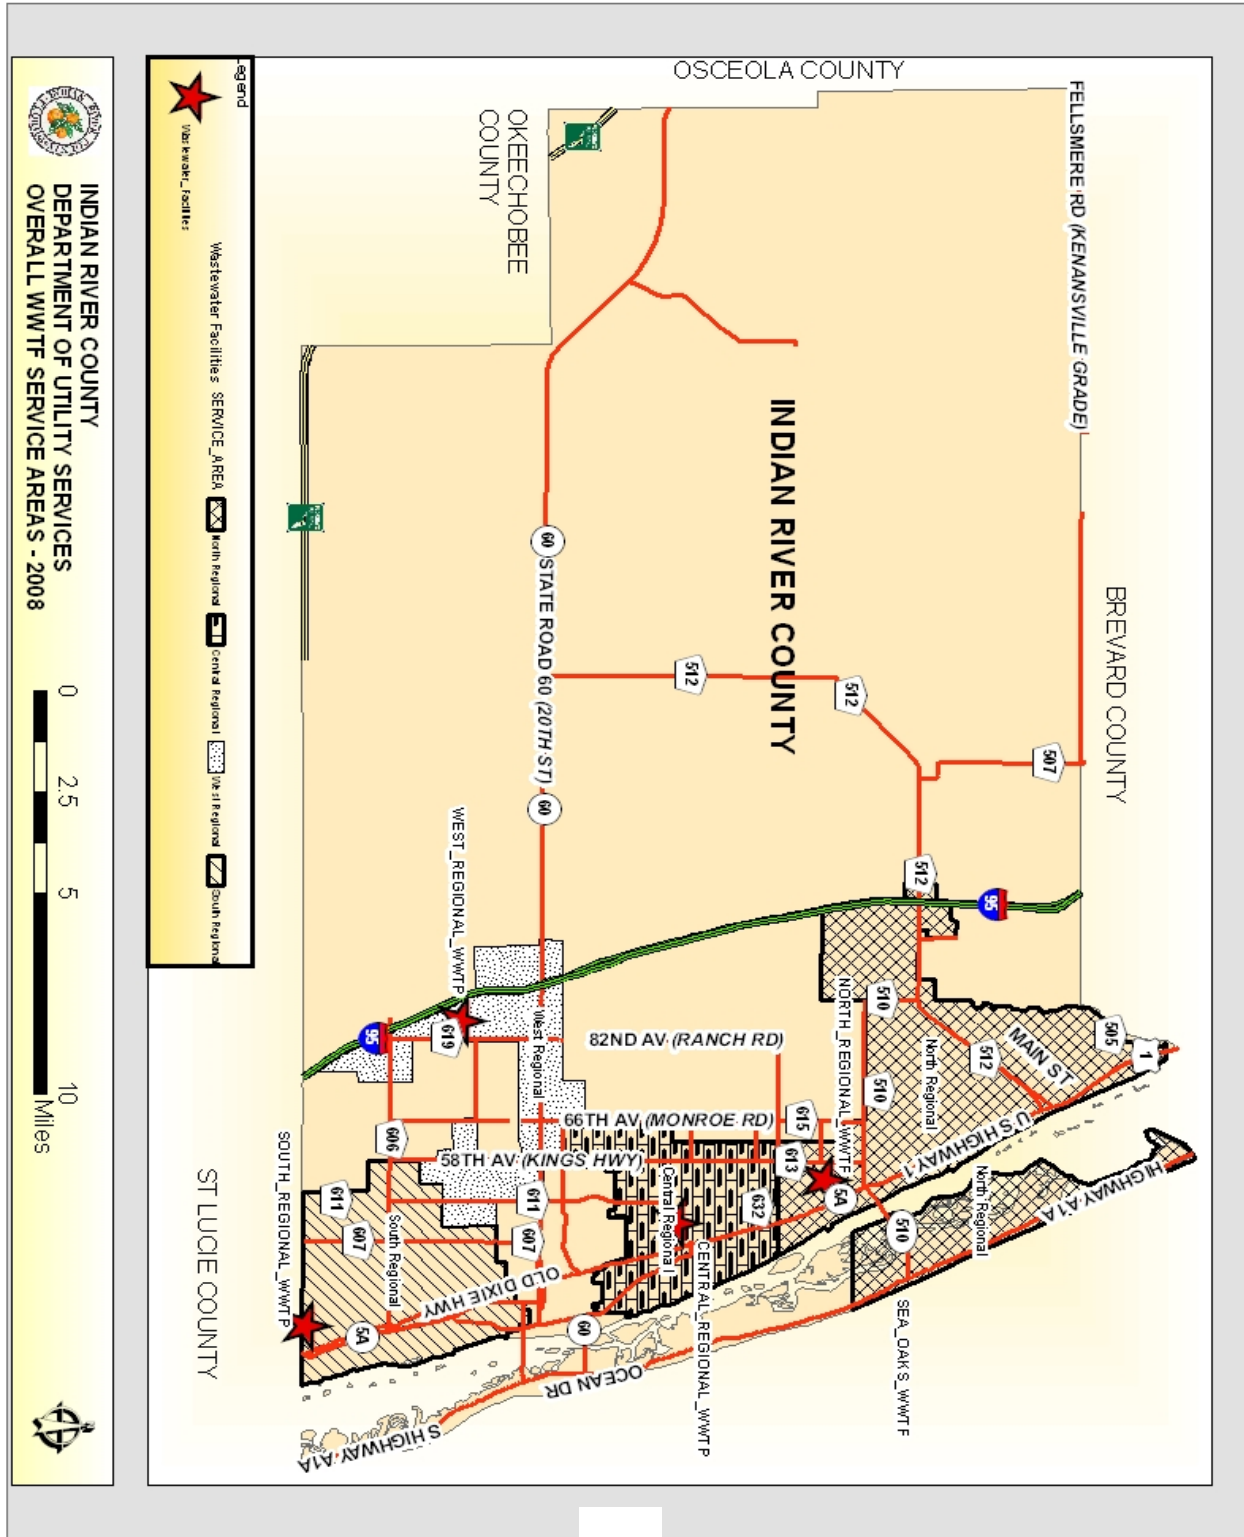 INDIAN RIVER COUNTY
DEPARTMENT OF UTILITY SERVICES
OVERALL WWTF SERVICE AREAS - 2008
0
2.5
5
10
Miles
egend
Wastewater_Facilities
Wastewater Facilities SERVICE_AREA
North Regional
Central Regional
West Regional
South Regional
OSCEOLA COUNTY
OKEECHOBEE
COUNTY
BREVARD COUNTY
ST LUCIE COUNTY
INDIAN RIVER COUNTY
FELLSMERE RD (KENANSVILLE GRADE)
60
STATE ROAD 60 (20TH ST)
60
512
512
507
512
95
WEST_REGIONAL_WWTP
619
95
West Regional
82ND AV (RANCH RD)
NORTH_REGIONAL_WWTF
510
510
North Regional
512
MAIN ST
505
1
U S HIGHWAY 1
66TH AV (MONROE RD)
615
613
58TH AV (KINGS HWY)
606
5A
632
Central Regional
CENTRAL_REGIONAL_WWTP
510
North Regional
HIGHWAY A1A
SEA_OAKS_WWTF
611
611
607
607
South Regional
SOUTH_REGIONAL_WWTP
5A
OLD DIXIE HWY
60
OCEAN DR
S HIGHWAY A1A